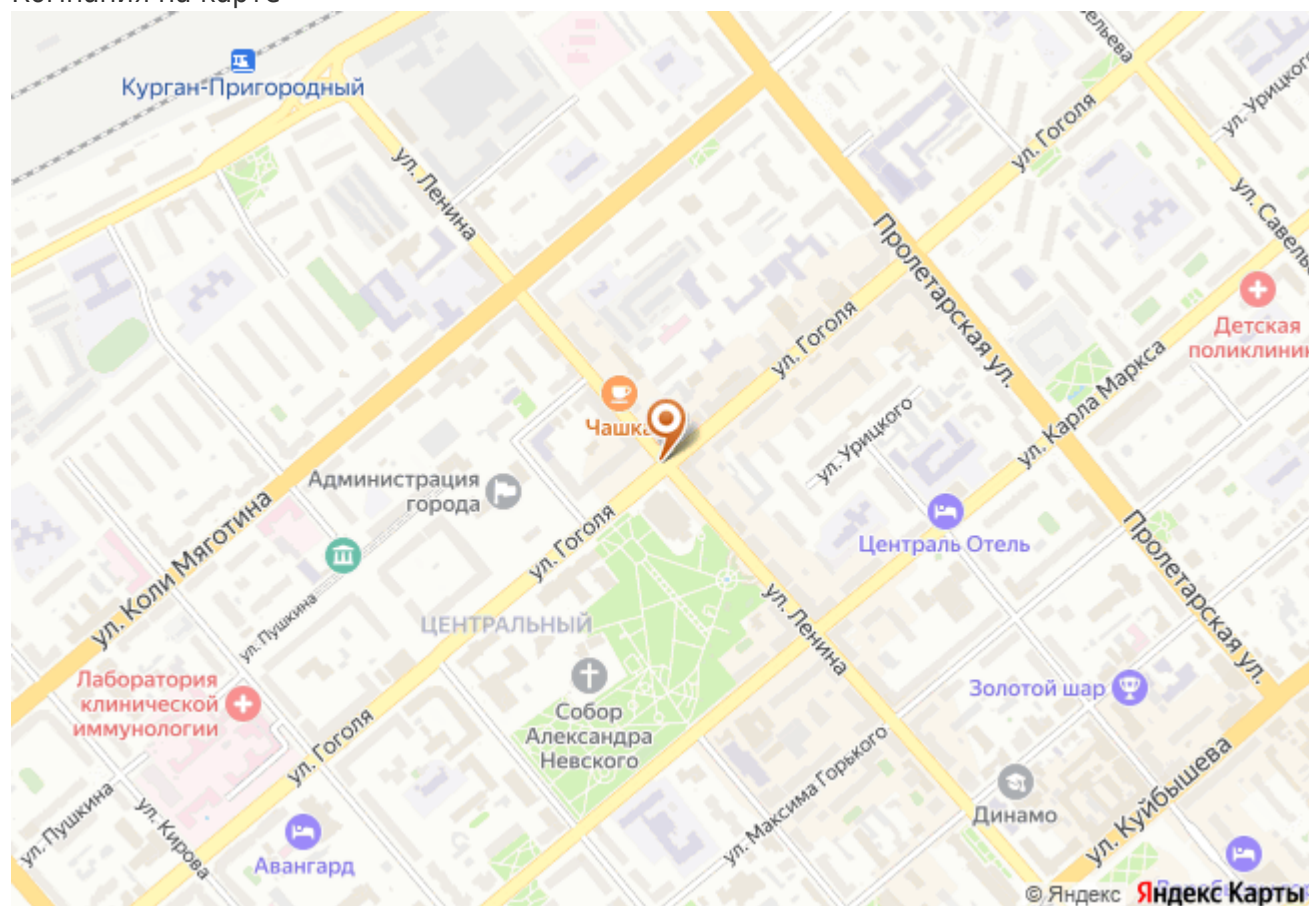 Компания на карте
Курган-Пригородный
ул. Ленина
ул. Гоголя
ул. Урицкого
ул. Савельева
Пролетарская ул.
ул. Гоголя
Детская
ул. Карла Маркса
Чашка
ул. Урицкого
Администрация
города
ул. Коли Мяготина
ул. Гоголя
Централь Отель
ул. Пушкина
ЦЕНТРАЛЬНЫЙ
ул. Ленина
Пролетарская ул.
Лаборатория
клинической
иммунологии
Собор
Александра
Невского
Золотой шар
ул. Гоголя
ул. Максима Горького
Динамо
ул. Куйбышева
ул. Пушкина
ул. Кирова
Авангард
© Яндекс Яндекс Карты